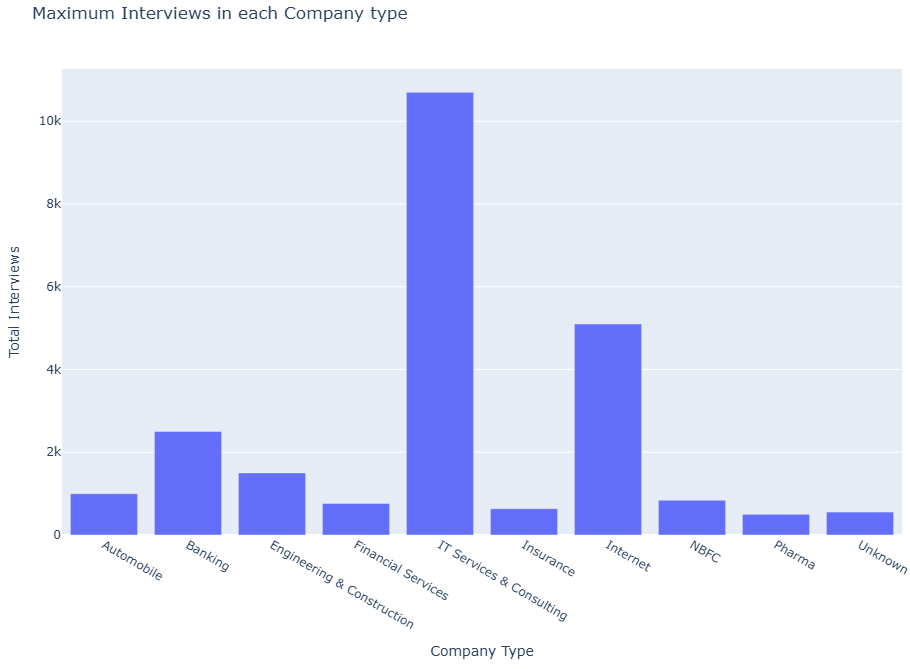 Maximum Interviews in each Company type
Total Interviews
10k
8k
6k
4k
2k
0
Automobile
Banking
Engineering & Construction
Financial Services
IT Services & Consulting
Insurance
Internet
NBFC
Pharma
Unknown
Company Type